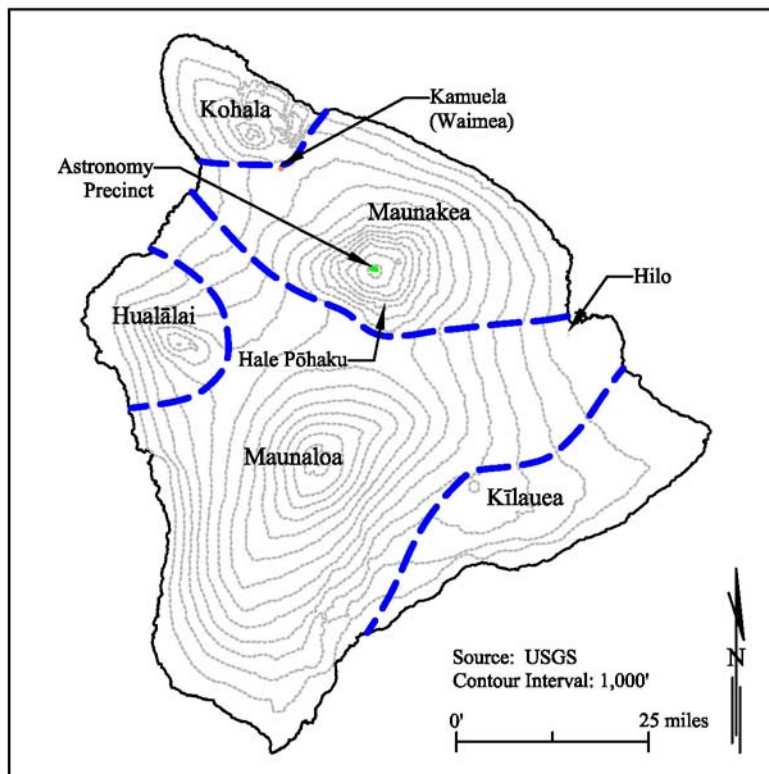 Kohala
Kamuela
(Waimea)
Astronomy
Precinct
Maunakea
Hilo
Hualālai
Hale Pōhaku
Maunaloa
Kīlauea
Source: USGS
Contour Interval: 1,000'
N
0'
25 miles